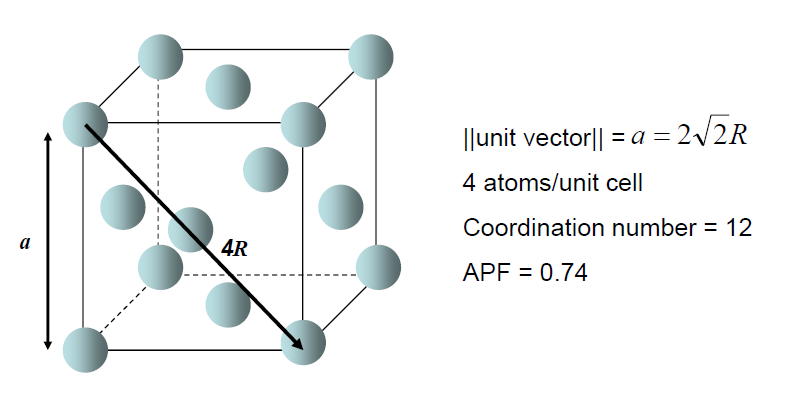 ||unit vector|| = a = 2√2R
4 atoms/unit cell
a
4R
Coordination number = 12
APF = 0.74